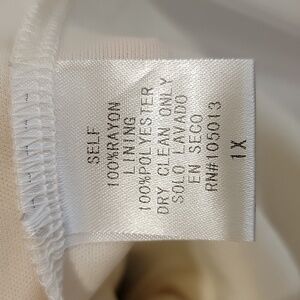 SELF
100%RAYON
LINING
100%POLYESTER
DRY CLEAN ONLY
SOLO LAVADO
EN SECO
RN#105013
1X